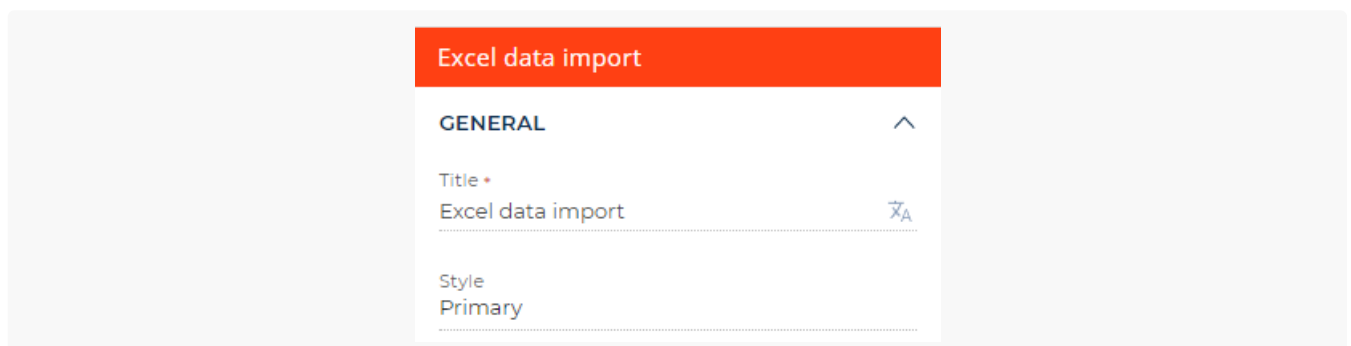 Excel data import
GENERAL
Title •
Excel data import
Style
Primary